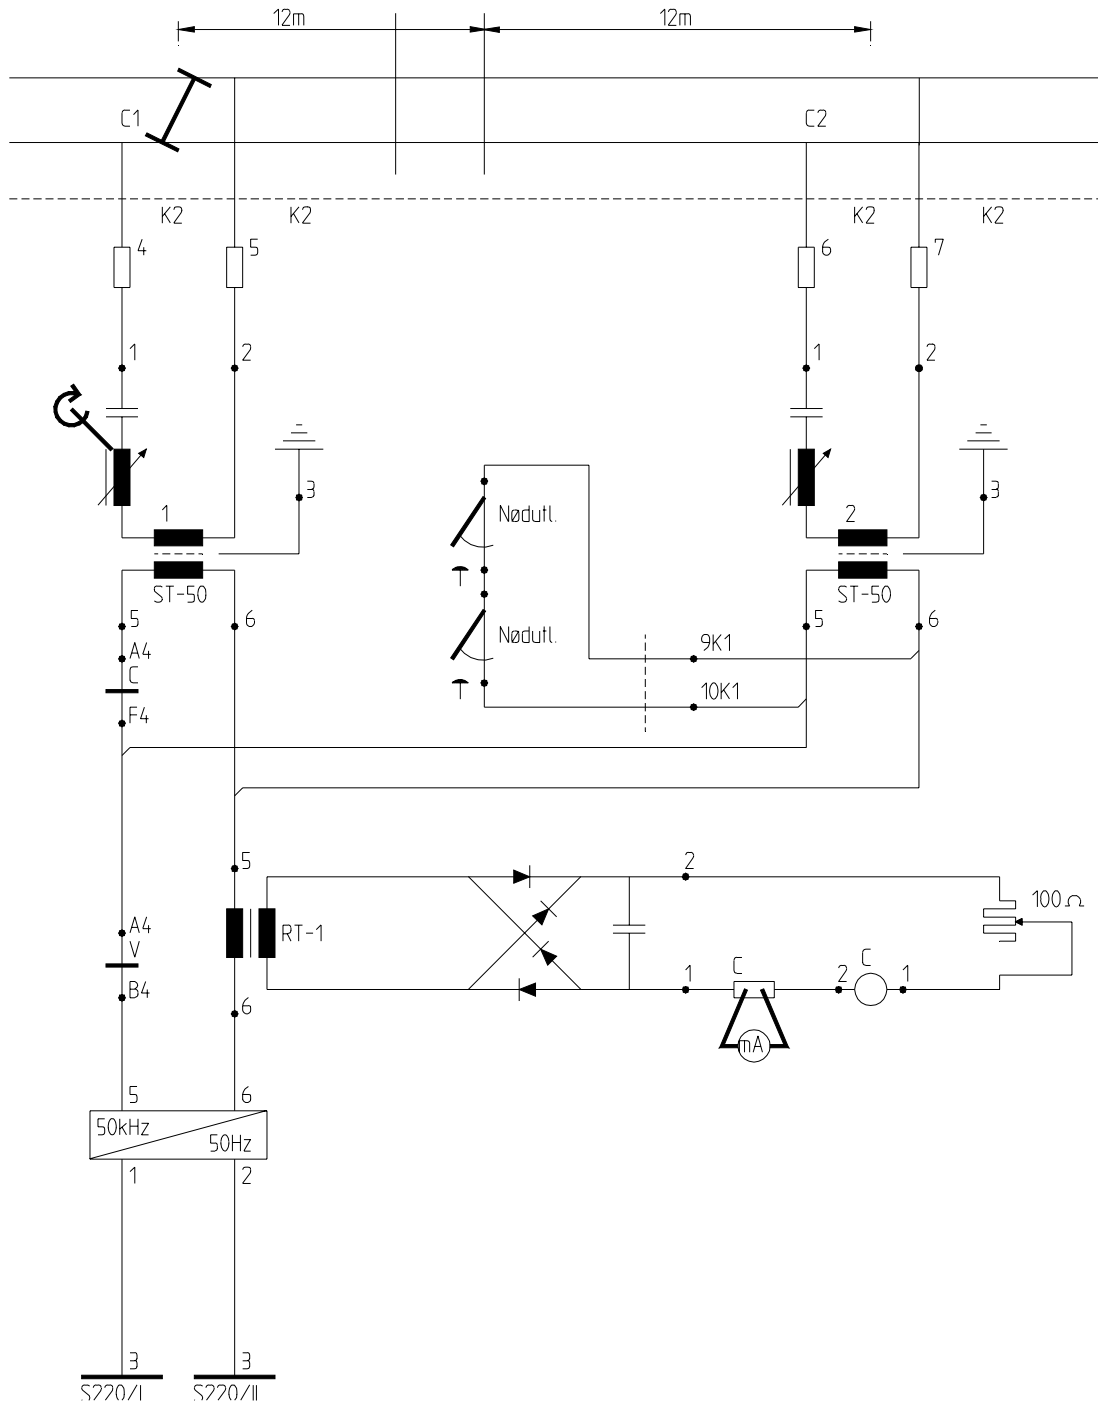 12m 12m
C1 C2
K2 K2 K2 K2
4 5 6 7
1 2 1 2
3 3
1 Nødutl. 2
ST-50 ST-50
5 6 Nødutl. 5 6
A4 9K1
C
F4 10K1
5 2
A4 RT-1 100Ω
V C C
B4 1 2 1
6 mA
5 6
50kHz
50Hz
1 2
3 3
S220/I S220/II